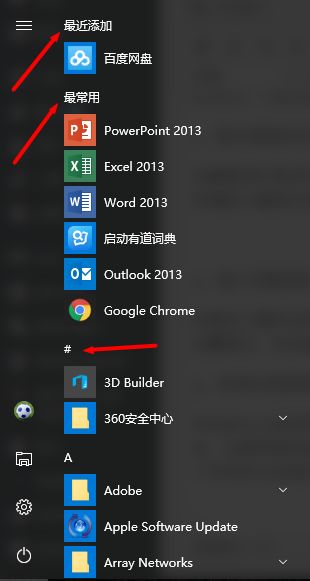 最近添加
百度网盘
最常用
PowerPoint 2013
Excel 2013
Word 2013
启动有道词典
Outlook 2013
Google Chrome
#
3D Builder
360安全中心
A
Adobe
Apple Software Update
Array Networks